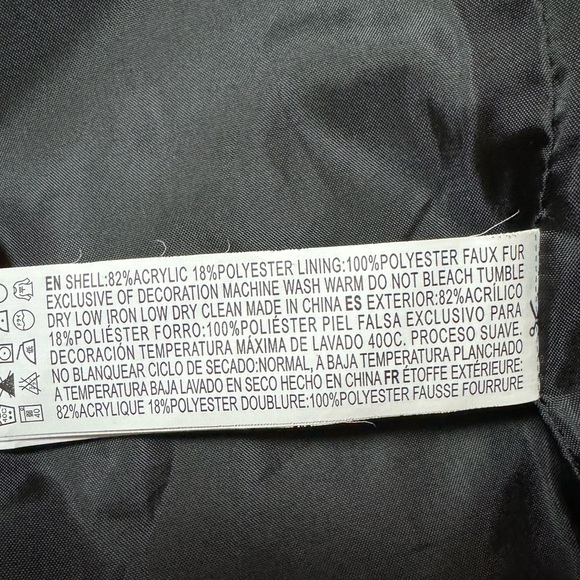 EN SHELL:82%ACRYLIC 18%POLYESTER LINING:100%POLYESTER FAUX FUR
EXCLUSIVE OF DECORATION MACHINE WASH WARM DO NOT BLEACH TUMBLE
DRY LOW IRON LOW DRY CLEAN MADE IN CHINA ES EXTERIOR:82%ACRÍLICO
18%POLIÉSTER FORRO:100%POLIÉSTER PIEL FALSA EXCLUSIVO PARA
DECORACIÓN TEMPERATURA MÁXIMA DE LAVADO 40OC. PROCESO SUAVE.
NO BLANQUEAR CICLO DE SECADO:NORMAL, A BAJA TEMPERATURA PLANCHADO
A TEMPERATURA BAJA LAVADO EN SECO HECHO EN CHINA FR ÉTOFFE EXTÉRIEURE:
82%ACRYLIQUE 18%POLYESTER DOUBLURE:100%POLYESTER FAUSSE FOURRURE